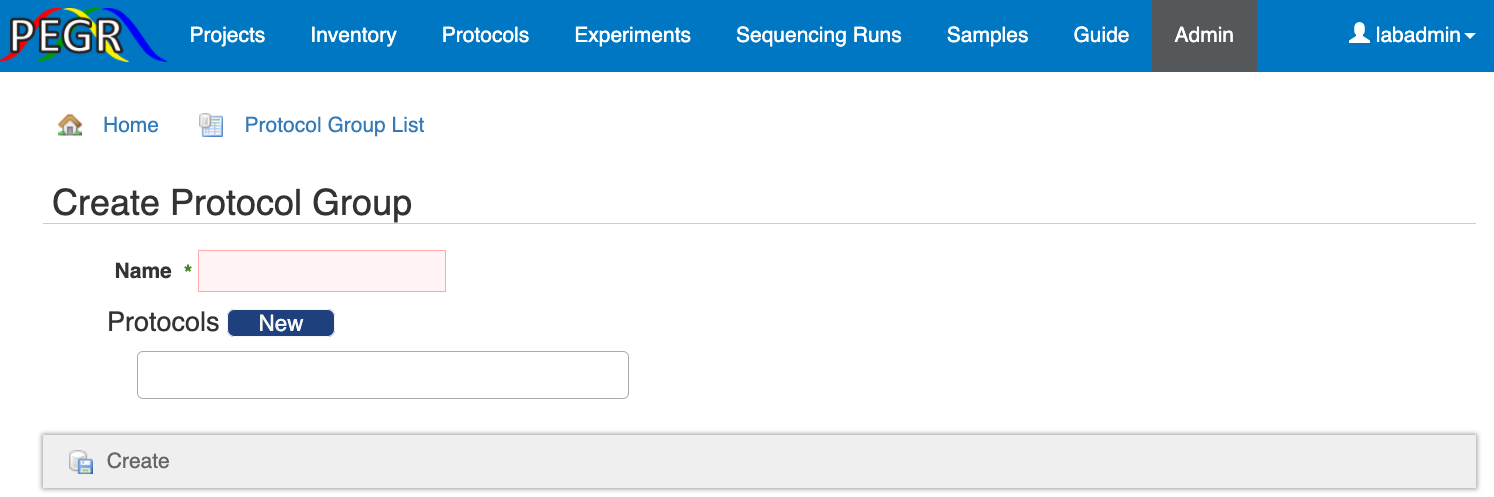 PEGR Projects Inventory Protocols Experiments Sequencing Runs Samples Guide Admin labadmin
Home Protocol Group List
Create Protocol Group
Name *
Protocols New
Create